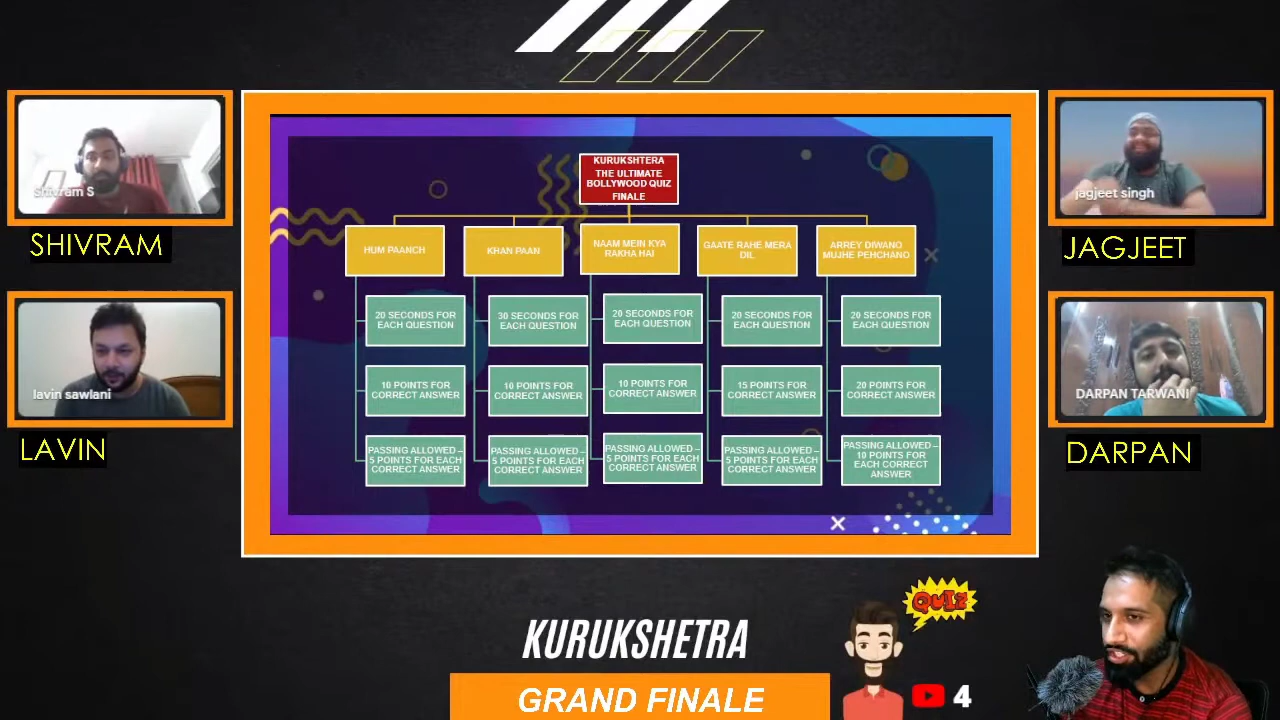 KURUKSHTERA
THE ULTIMATE
BOLLYWOOD QUIZ
FINALE
HUM PAANCH
KHAN PAAN
NAAM MEIN KYA
RAKHA HAI
GAATE RAHE MERA
DIL
ARREY DIWANO
MUJHE PEHCHANO
20 SECONDS FOR
EACH QUESTION
30 SECONDS FOR
EACH QUESTION
20 SECONDS FOR
EACH QUESTION
20 SECONDS FOR
EACH QUESTION
20 SECONDS FOR
EACH QUESTION
10 POINTS FOR
CORRECT ANSWER
10 POINTS FOR
CORRECT ANSWER
10 POINTS FOR
CORRECT ANSWER
15 POINTS FOR
CORRECT ANSWER
20 POINTS FOR
CORRECT ANSWER
PASSING ALLOWED –
5 POINTS FOR EACH
CORRECT ANSWER
PASSING ALLOWED –
5 POINTS FOR EACH
CORRECT ANSWER
PASSING ALLOWED –
5 POINTS FOR EACH
CORRECT ANSWER
PASSING ALLOWED –
5 POINTS FOR EACH
CORRECT ANSWER
PASSING ALLOWED –
10 POINTS FOR
EACH CORRECT
ANSWER
Shivram S
SHIVRAM
lavin sawlani
LAVIN
jagjeet singh
JAGJEET
DARPAN TARWANI
DARPAN
QUIZ
KURUKSHETRA
GRAND FINALE
4